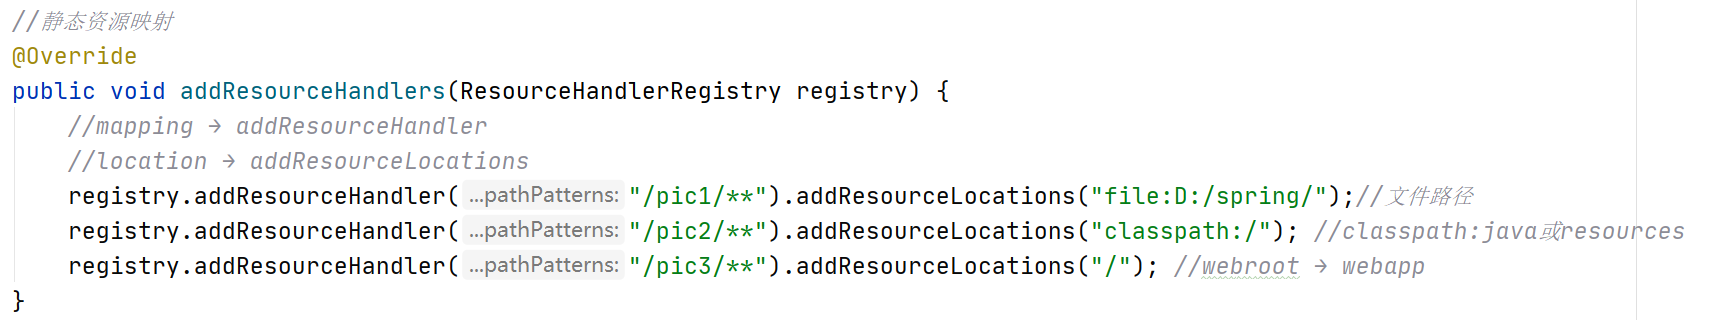 //静态资源映射
@Override
public void addResourceHandlers(ResourceHandlerRegistry registry) {
    //mapping → addResourceHandler
    //location → addResourceLocations
    registry.addResourceHandler( ...pathPatterns: "/pic1/**").addResourceLocations("file:D:/spring/");//文件路径
    registry.addResourceHandler( ...pathPatterns: "/pic2/**").addResourceLocations("classpath:/"); //classpath:java或resources
    registry.addResourceHandler( ...pathPatterns: "/pic3/**").addResourceLocations("/"); //webroot → webapp
}